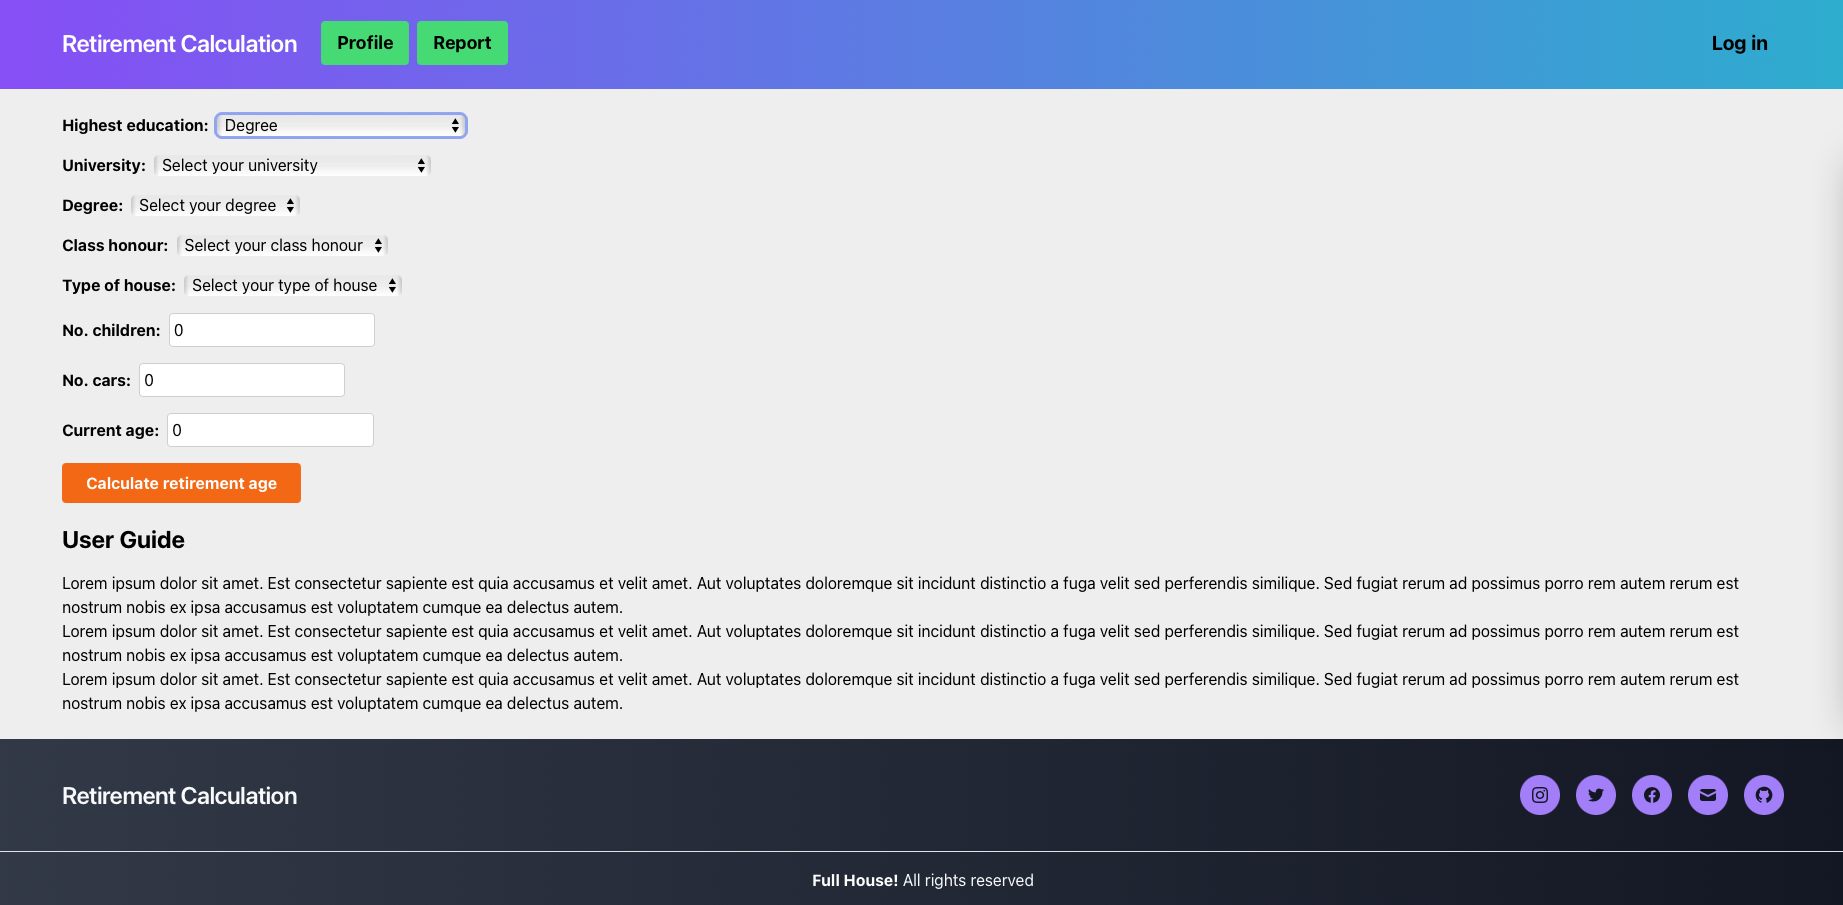 Retirement Calculation Profile Report Log in
Highest education: Degree
University: Select your university
Degree: Select your degree
Class honour: Select your class honour
Type of house: Select your type of house
No. children: 0
No. cars: 0
Current age: 0
Calculate retirement age
User Guide
Lorem ipsum dolor sit amet. Est consectetur sapiente est quia accusamus et velit amet. Aut voluptates doloremque sit incidunt distinctio a fuga velit sed perferendis similique. Sed fugiat rerum ad possimus porro rem autem rerum est
nostrum nobis ex ipsa accusamus est voluptatem cumque ea delectus autem.
Lorem ipsum dolor sit amet. Est consectetur sapiente est quia accusamus et velit amet. Aut voluptates doloremque sit incidunt distinctio a fuga velit sed perferendis similique. Sed fugiat rerum ad possimus porro rem autem rerum est
nostrum nobis ex ipsa accusamus est voluptatem cumque ea delectus autem.
Lorem ipsum dolor sit amet. Est consectetur sapiente est quia accusamus et velit amet. Aut voluptates doloremque sit incidunt distinctio a fuga velit sed perferendis similique. Sed fugiat rerum ad possimus porro rem autem rerum est
nostrum nobis ex ipsa accusamus est voluptatem cumque ea delectus autem.
Retirement Calculation
Full House! All rights reserved